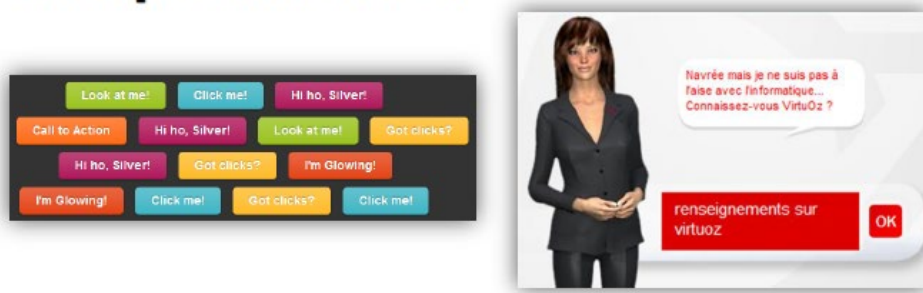 Look at me! Click me! Hi ho, Silver!
Call to Action Hi ho, Silver! Look at me! Got clicks?
Hi ho, Silver! Got clicks? I'm Glowing!
I'm Glowing! Click me! Got clicks? Click me!
Navrée mais je ne suis pas à
l'aise avec l'informatique...
Connaissez-vous VirtuOz ?
renseignements sur
virtuoz
OK